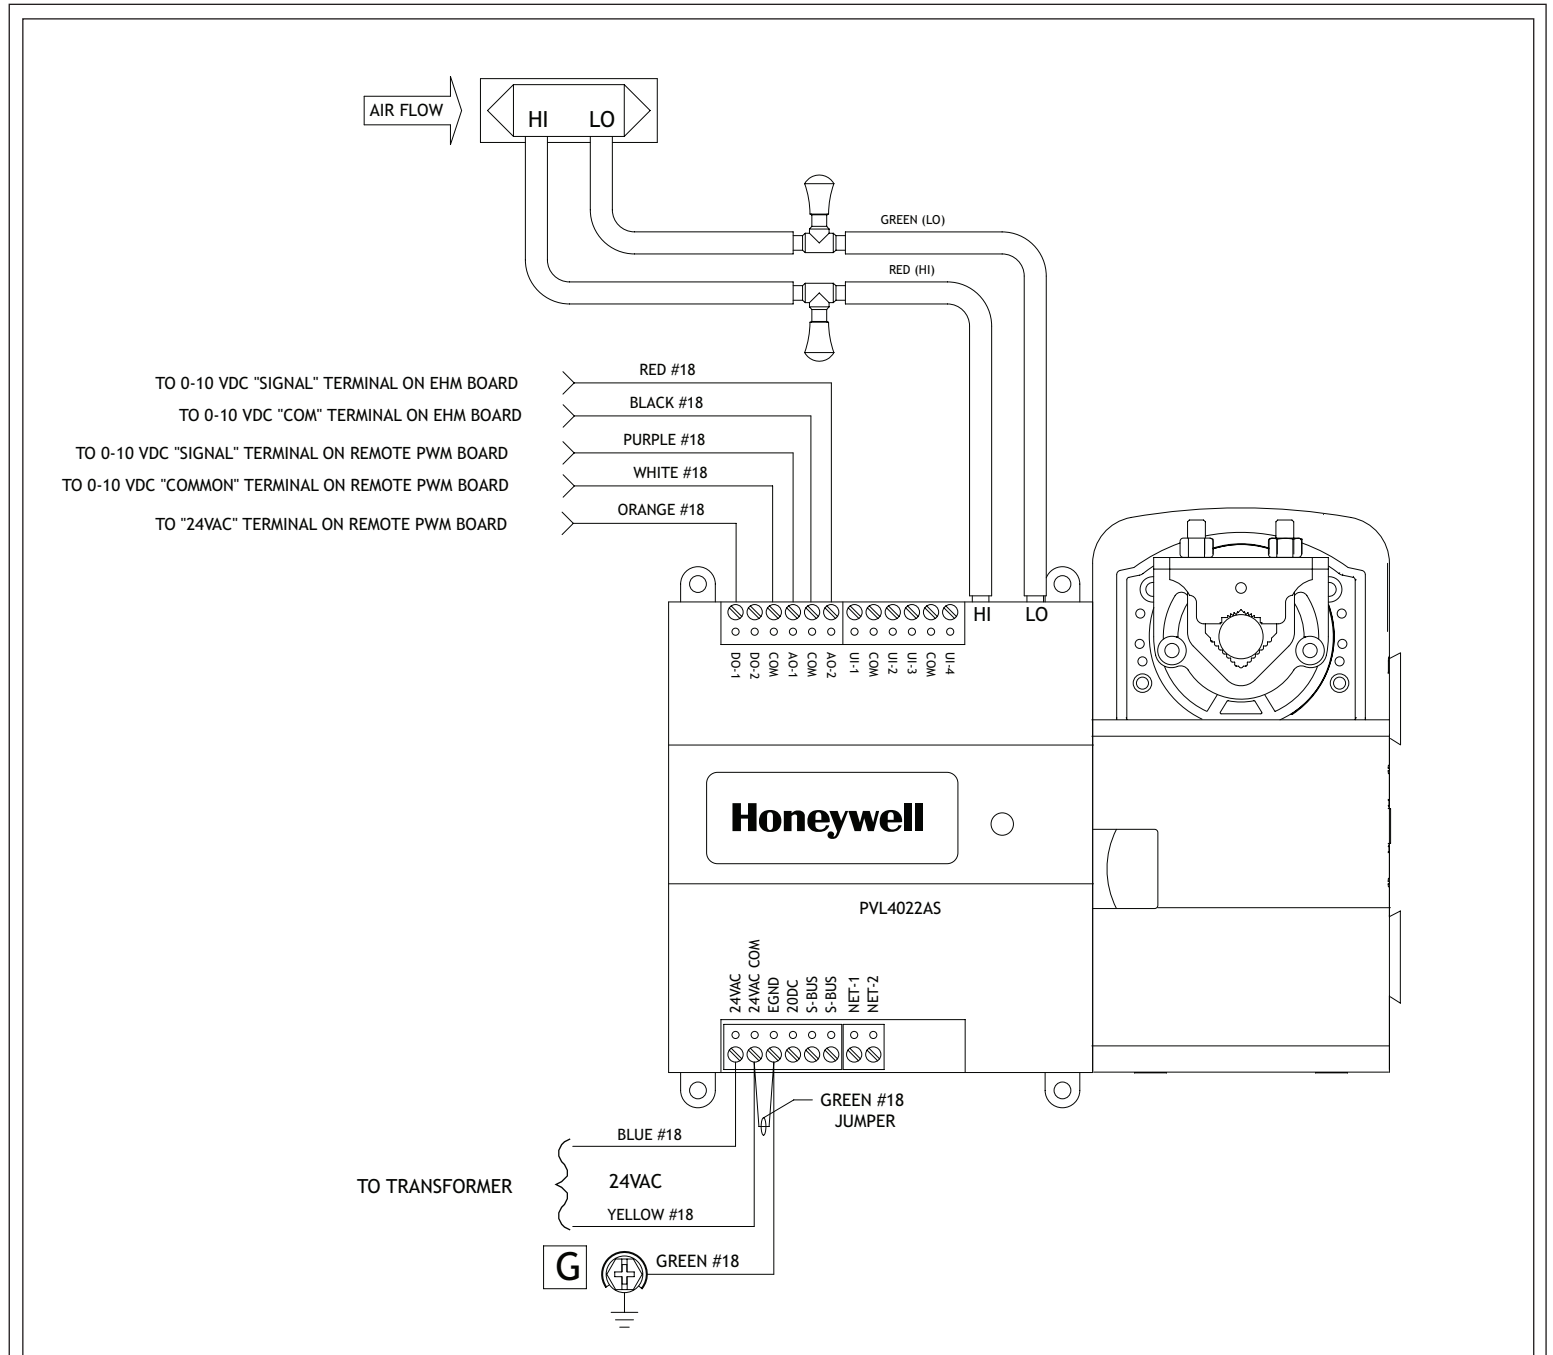 AIR FLOW
HI LO
GREEN (LO)
RED (HI)
TO 0-10 VDC "SIGNAL" TERMINAL ON EHM BOARD
RED #18
TO 0-10 VDC "COM" TERMINAL ON EHM BOARD
BLACK #18
TO 0-10 VDC "SIGNAL" TERMINAL ON REMOTE PWM BOARD
PURPLE #18
TO 0-10 VDC "COMMON" TERMINAL ON REMOTE PWM BOARD
WHITE #18
TO "24VAC" TERMINAL ON REMOTE PWM BOARD
ORANGE #18
HI LO
DO-1
DO-2
COM
AO-1
COM
AO-2
UI-1
COM
UI-2
UI-3
COM
UI-4
Honeywell
PVL4022AS
24VAC
24VAC COM
EGND
20DC
S-BUS
S-BUS
NET-1
NET-2
GREEN #18
JUMPER
BLUE #18
TO TRANSFORMER
24VAC
YELLOW #18
G
GREEN #18